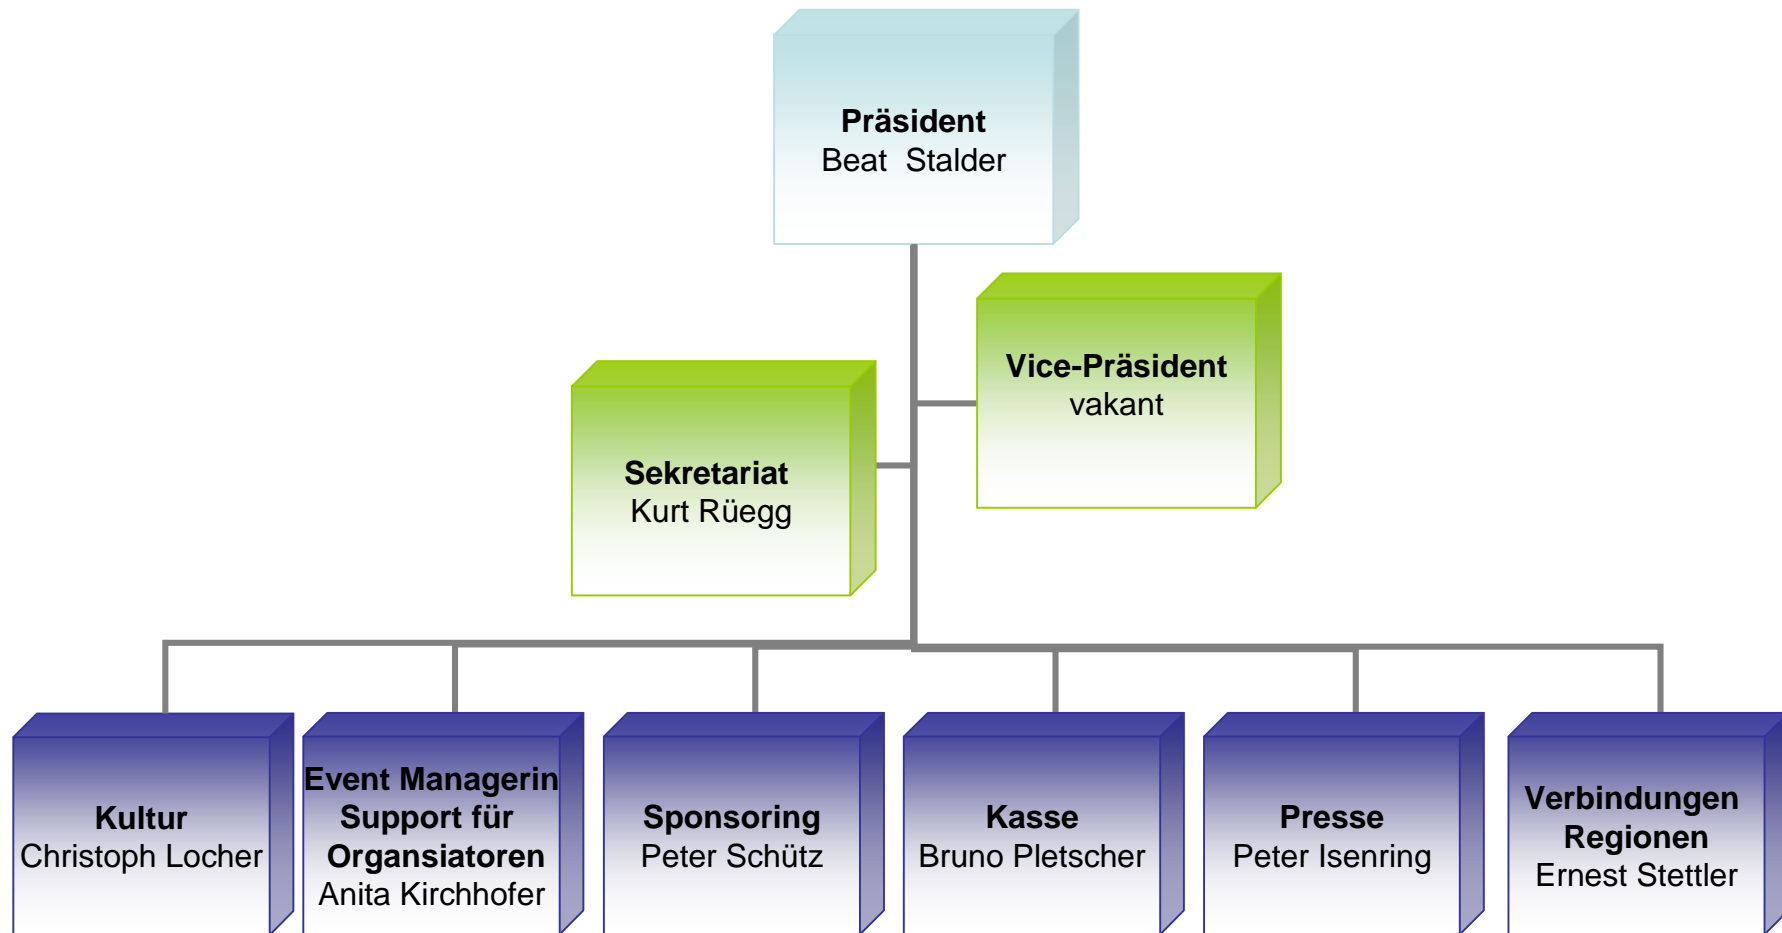 Präsident
Beat Stalder
Vice-Präsident
vakant
Sekretariat
Kurt Rüegg
Kultur
Christoph Locher
Event Managerin
Support für
Organsiatoren
Anita Kirchhofer
Sponsoring
Peter Schütz
Kasse
Bruno Pletscher
Presse
Peter Isenring
Verbindungen
Regionen
Ernest Stettler